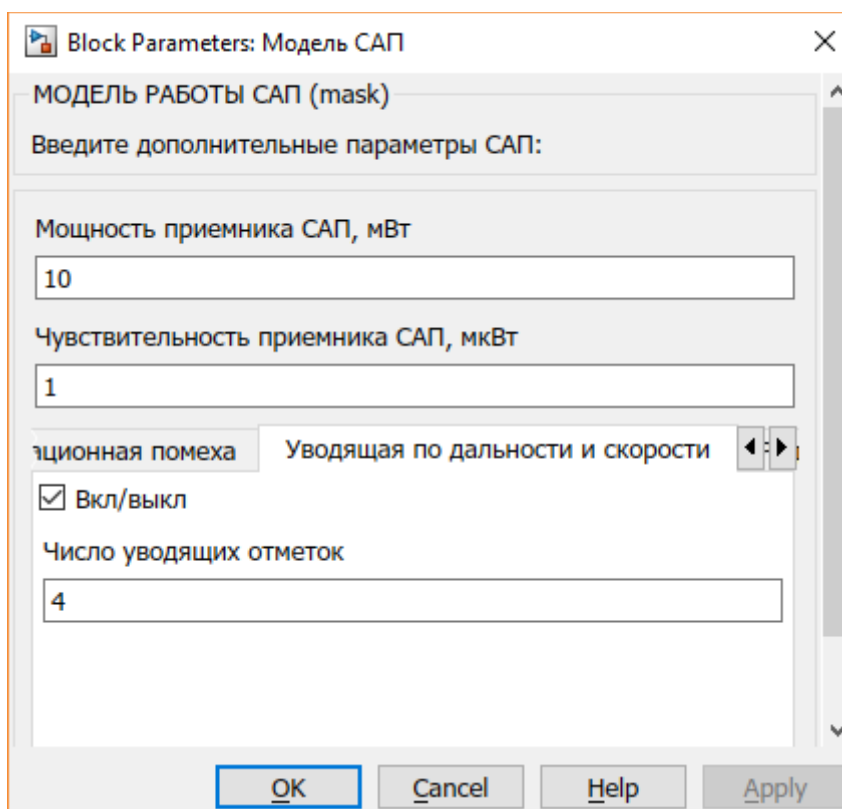 Block Parameters: Модель САП
МОДЕЛЬ РАБОТЫ САП (mask)
Введите дополнительные параметры САП:
Мощность приемника САП, мВт
10
Чувствительность приемника САП, мкВт
1
помеха Уводящая по дальности и скорости
Вкл/выкл
Число уводящих отметок
4
OK Cancel Help Apply